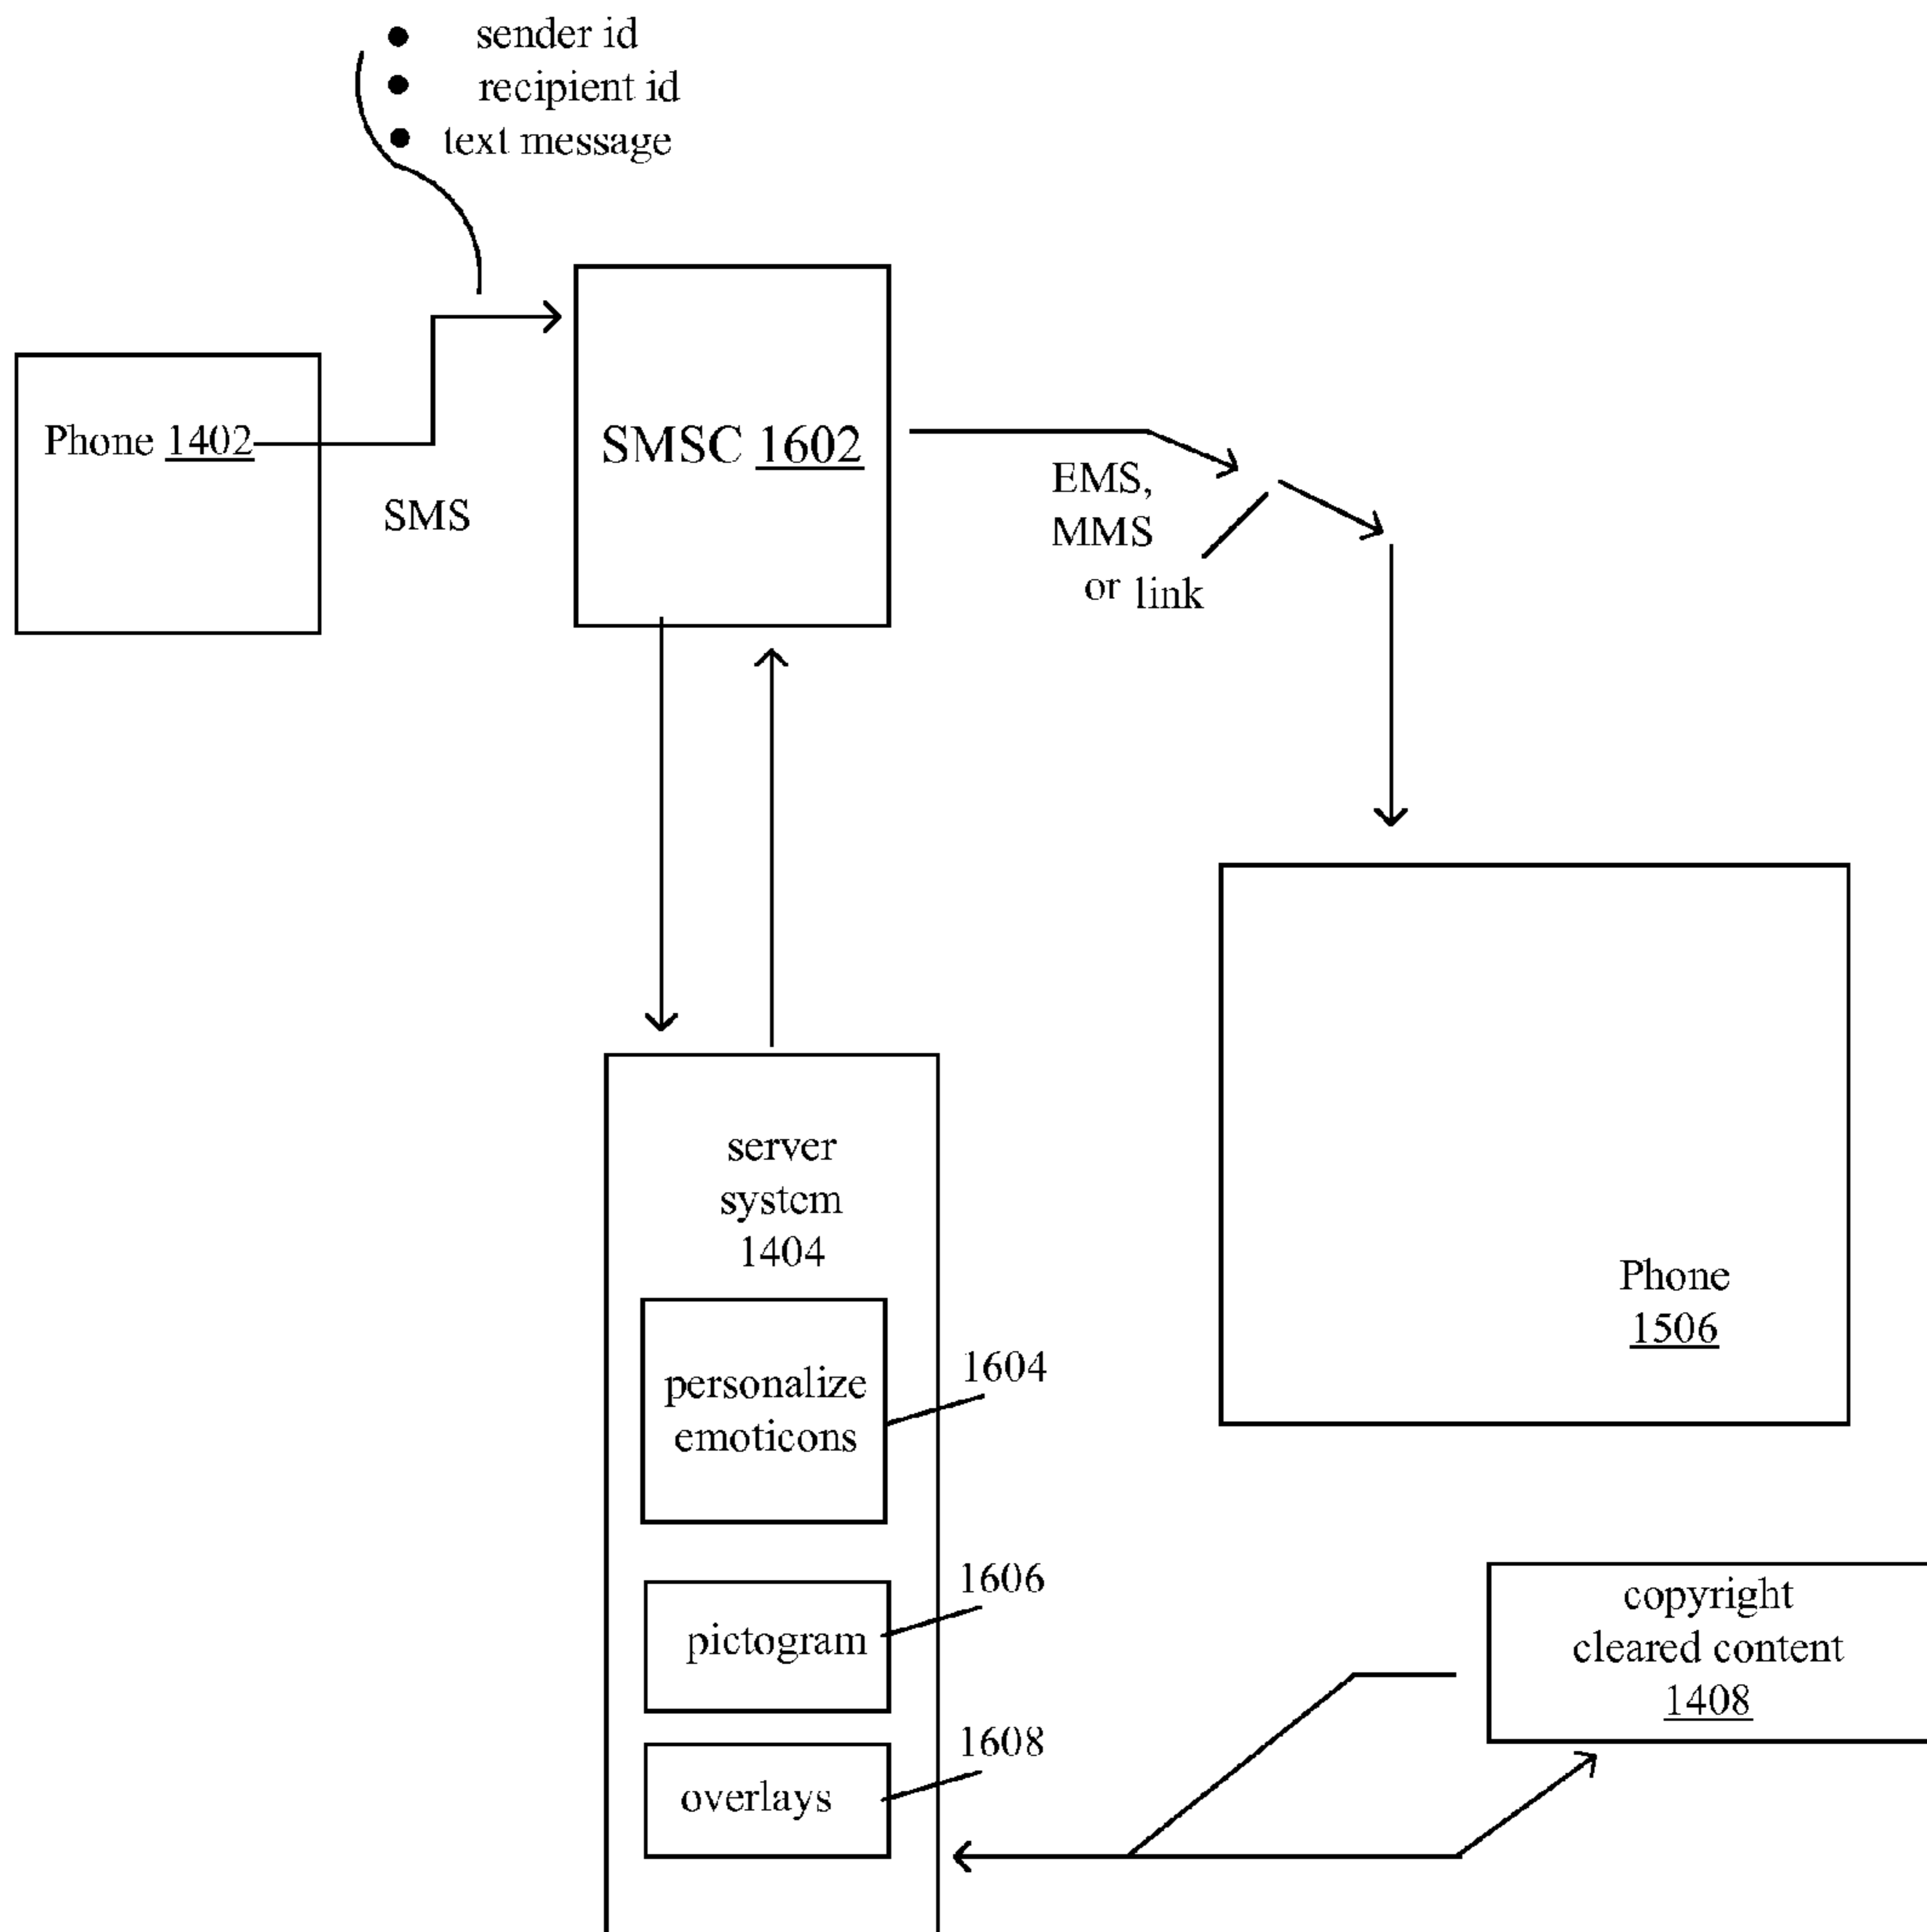 sender id
recipient id
text message
Phone 1402
SMS
SMSC 1602
EMS,
MMS
or link
server
system
1404
personalize
emoticons
1604
pictogram
1606
overlays
1608
Phone
1506
copyright
cleared content
1408